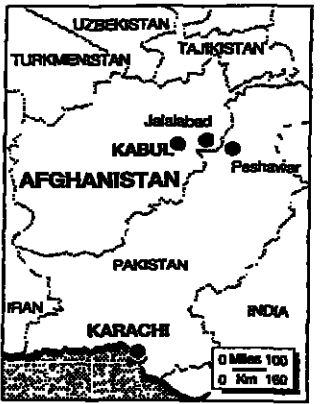 UZBEKISTAN
TURKMENISTAN
TAJIKISTAN
Jalalabad
KABUL
Peshawar
AFGHANISTAN
PAKISTAN
IRAN
INDIA
KARACHI
0 Miles 100
0 Km 160